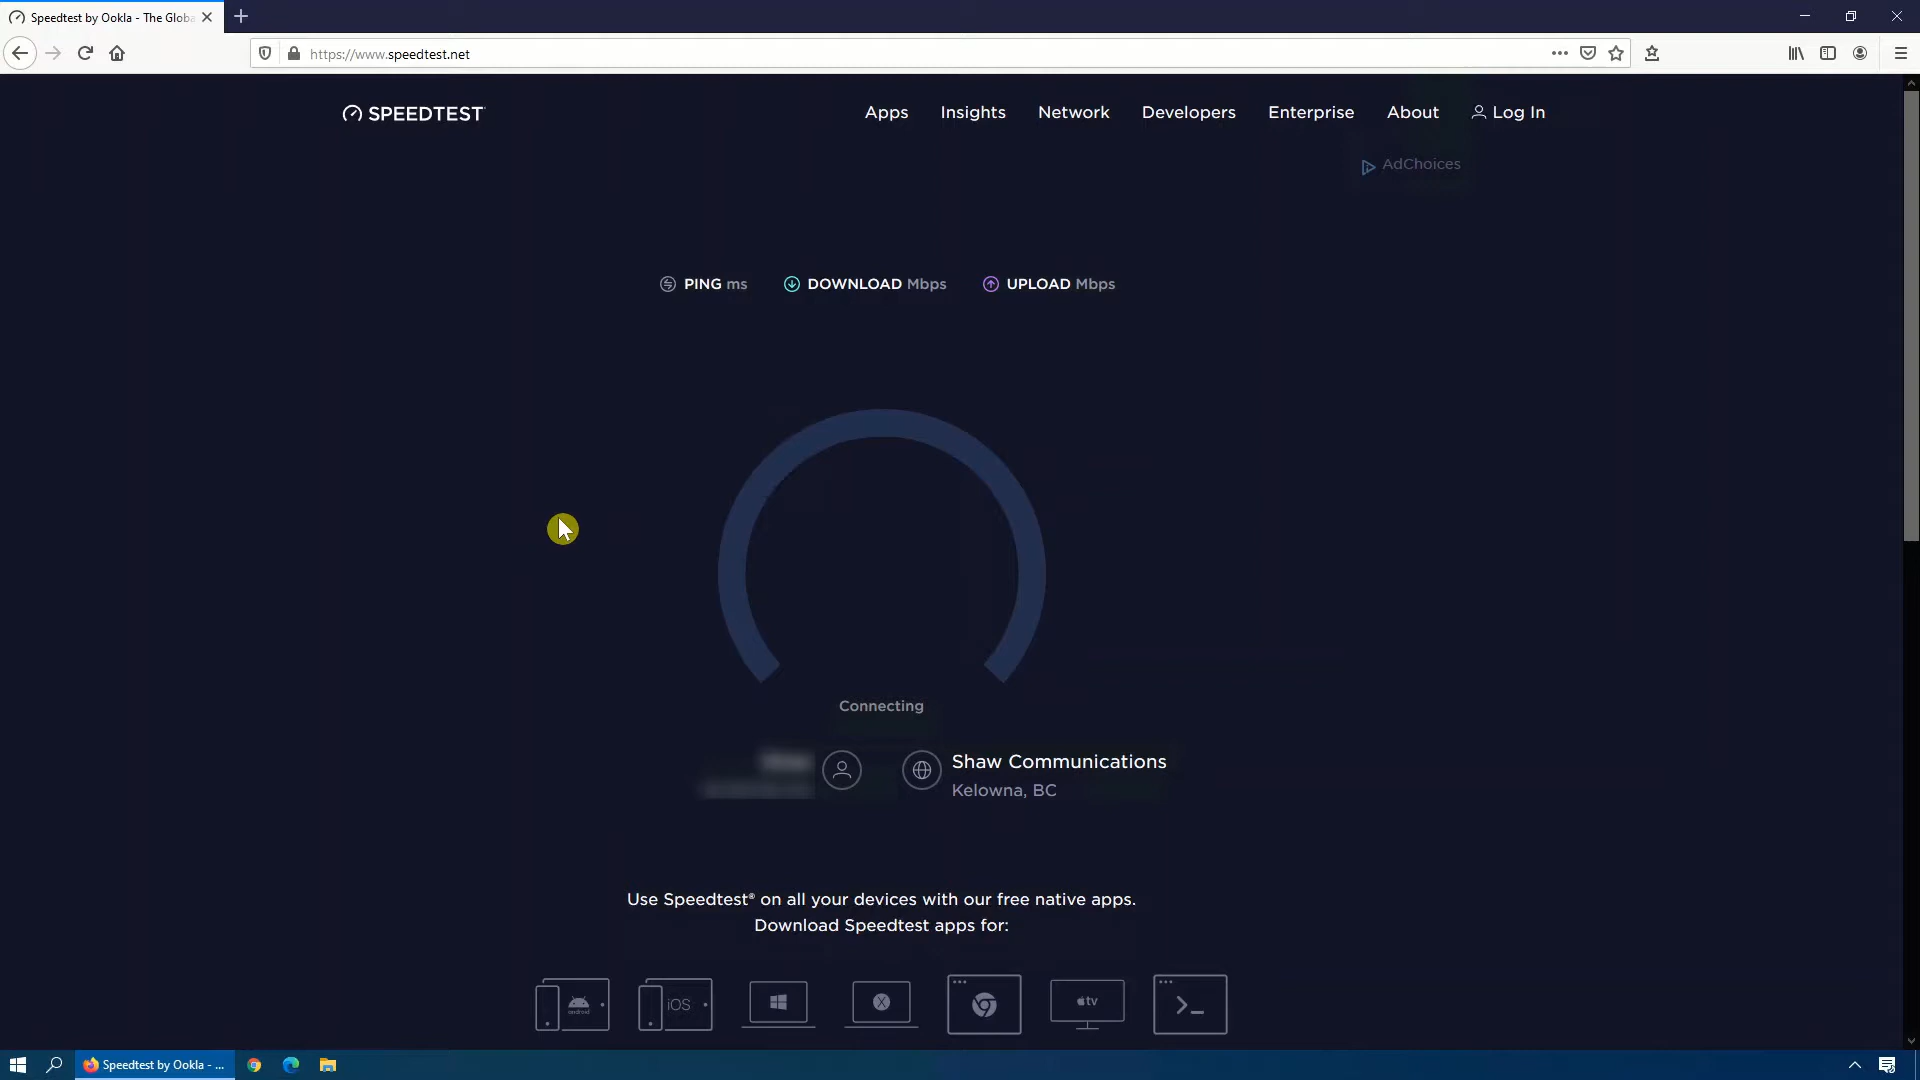 Speedtest by Ookla - The Globa
https://www.speedtest.net
SPEEDTEST
Apps Insights Network Developers Enterprise About Log In
AdChoices
PING ms DOWNLOAD Mbps UPLOAD Mbps
Connecting
Shaw Communications
Kelowna, BC
Use Speedtest® on all your devices with our free native apps.
Download Speedtest apps for:
android iOS tv
Speedtest by Ookla - ...